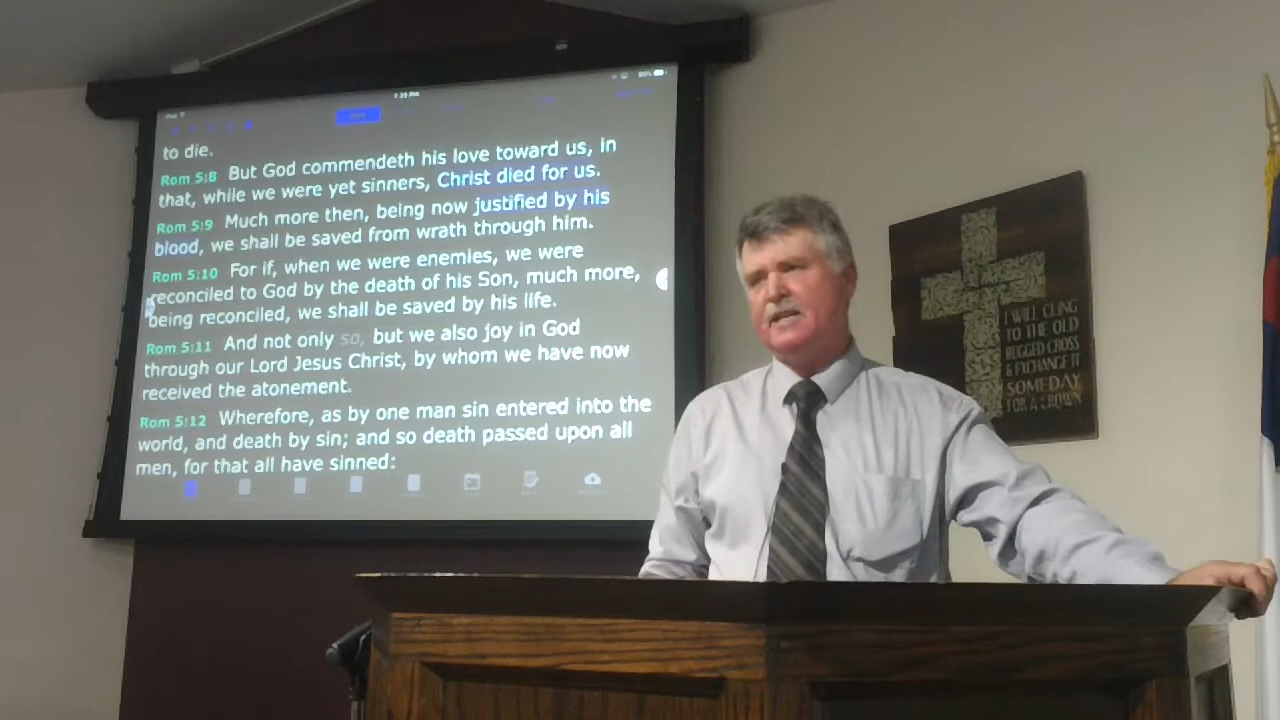 7:25 PM
to die.
Rom 5:8 But God commendeth his love toward us, in
that, while we were yet sinners, Christ died for us.
Rom 5:9 Much more then, being now justified by his
blood, we shall be saved from wrath through him.
Rom 5:10 For if, when we were enemies, we were
reconciled to God by the death of his Son, much more,
being reconciled, we shall be saved by his life.
Rom 5:11 And not only so, but we also joy in God
through our Lord Jesus Christ, by whom we have now
received the atonement.
Rom 5:12 Wherefore, as by one man sin entered into the
world, and death by sin; and so death passed upon all
men, for that all have sinned:
I WILL CLING
TO THE OLD
RUGGED CROSS
& EXCHANGE IT
SOMEDAY
FOR A CROWN